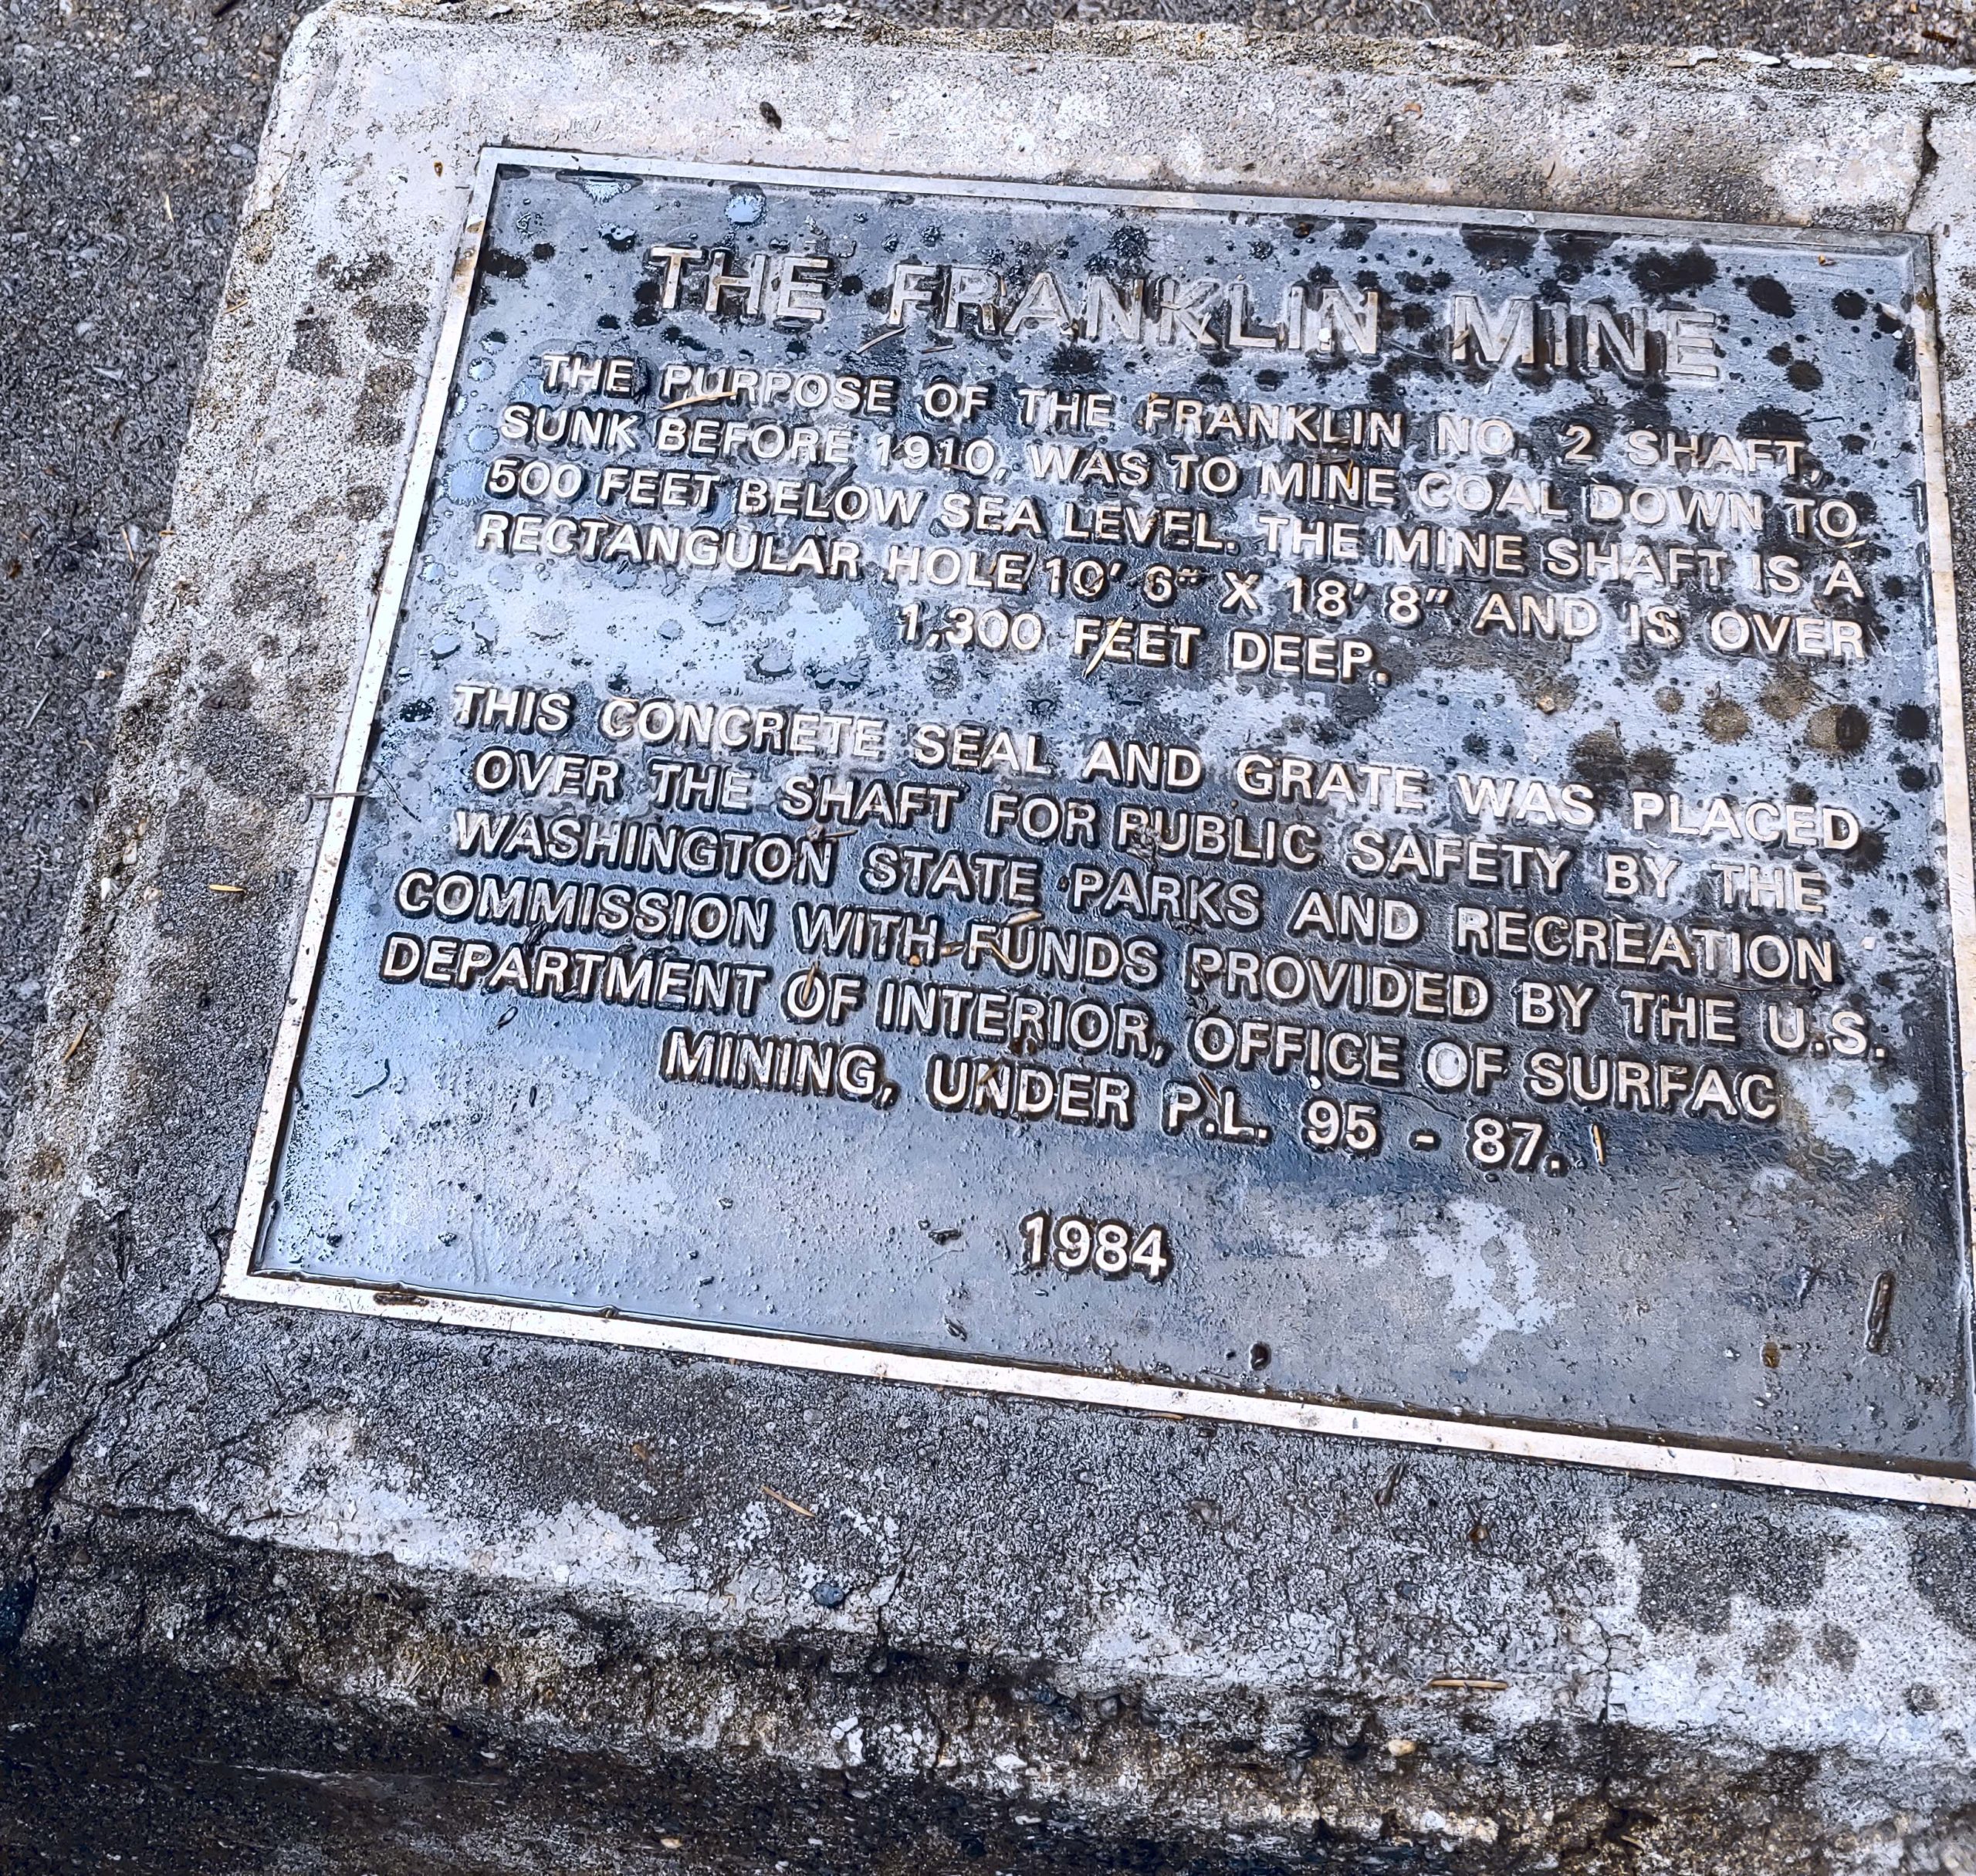 THE FRANKLIN MINE
THE PURPOSE OF THE FRANKLIN NO. 2 SHAFT,
SUNK BEFORE 1910, WAS TO MINE COAL DOWN TO
500 FEET BELOW SEA LEVEL. THE MINE SHAFT IS A
RECTANGULAR HOLE 10' 6" X 18' 8" AND IS OVER
1,300 FEET DEEP.
THIS CONCRETE SEAL AND GRATE WAS PLACED
OVER THE SHAFT FOR PUBLIC SAFETY BY THE
WASHINGTON STATE PARKS AND RECREATION
COMMISSION WITH FUNDS PROVIDED BY THE U.S.
DEPARTMENT OF INTERIOR, OFFICE OF SURFAC
MINING, UNDER P.L. 95 - 87.
1984